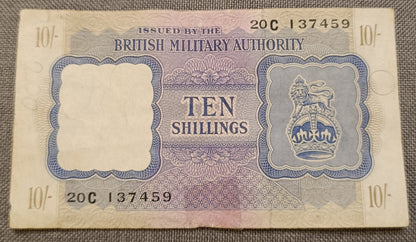 10/-
ISSUED BY THE
20C 137459
BRITISH MILITARY AUTHORITY
10/-
TEN
SHILLINGS
10/-
20C 137459
10/-